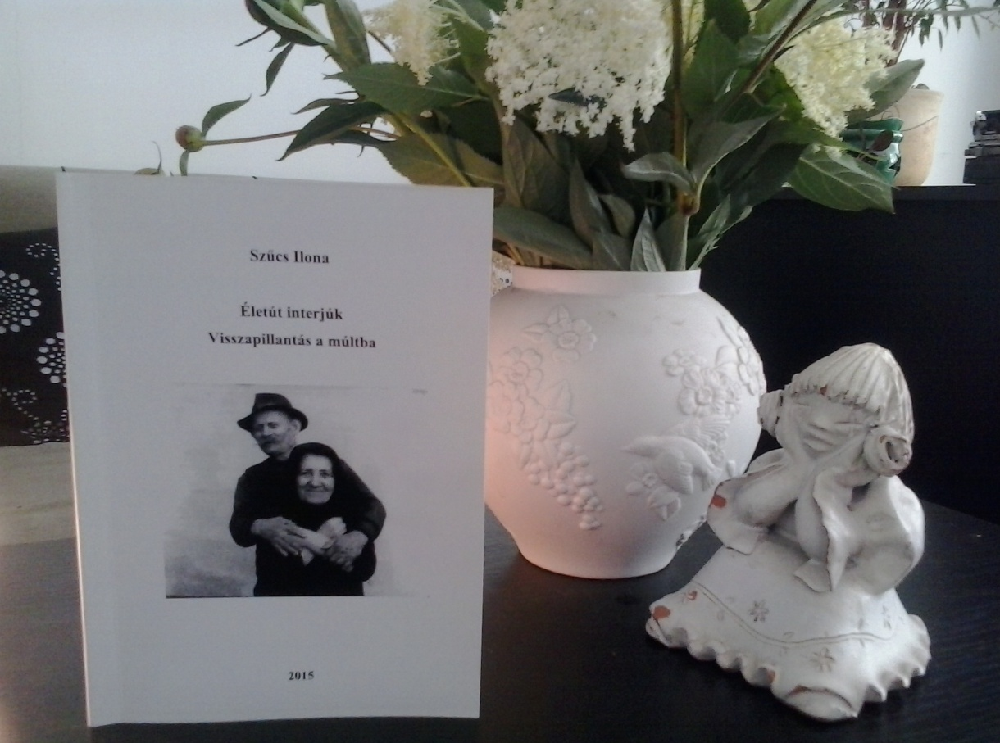 Szűcs Ilona
Életút interjúk
Visszapillantás a múltba
2015